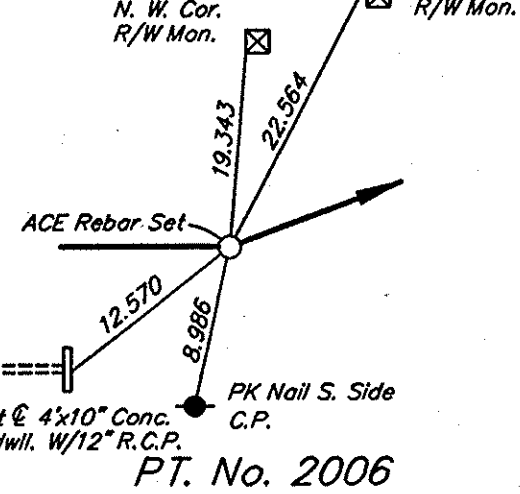 N. W. Cor.
R/W Mon.
R/W Mon.
19.343
22.564
ACE Rebar Set
12.570
8.986
PK Nail S. Side
C.P.
℄ 4'x10" Conc.
W/12" R.C.P.
PT. No. 2006